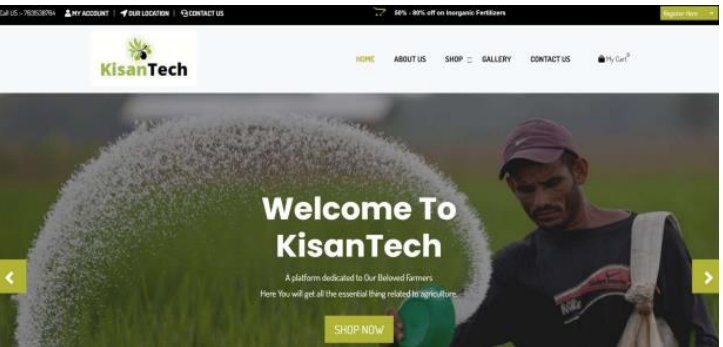 Call US :- 7631538764 MY ACCOUNT | OUR LOCATION | CONTACT US
50% - 80% off on Inorganic Fertilizers
Register Here
KisanTech
HOME ABOUT US SHOP GALLERY CONTACT US My Cart 0
Welcome To
KisanTech
A platform dedicated to Our Beloved Farmers
Here You will get all the essential thing related to agriculture.
SHOP NOW